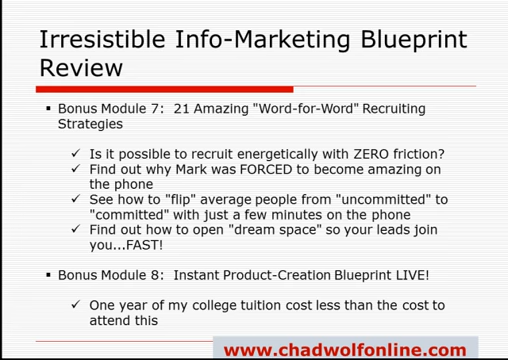 Irresistible Info-Marketing Blueprint
Review
Bonus Module 7: 21 Amazing "Word-for-Word" Recruiting
Strategies
Is it possible to recruit energetically with ZERO friction?
Find out why Mark was FORCED to become amazing on
the phone
See how to "flip" average people from "uncommitted" to
"committed" with just a few minutes on the phone
Find out how to open "dream space" so your leads join
you...FAST!
Bonus Module 8: Instant Product-Creation Blueprint LIVE!
One year of my college tuition cost less than the cost to
attend this
www.chadwolfonline.com